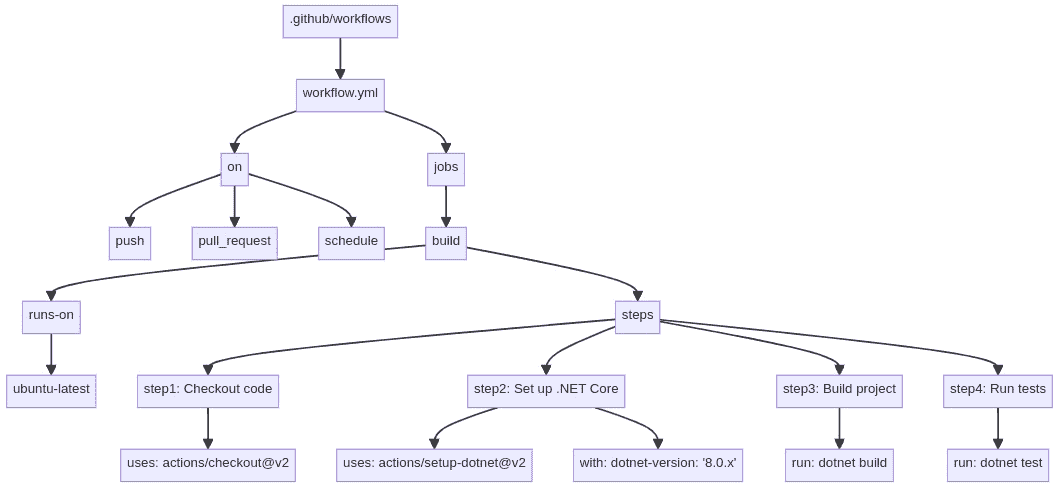 .github/workflows
workflow.yml
on
jobs
push
pull_request
schedule
build
runs-on
steps
ubuntu-latest
step1: Checkout code
step2: Set up .NET Core
step3: Build project
step4: Run tests
uses: actions/checkout@v2
uses: actions/setup-dotnet@v2
with: dotnet-version: '8.0.x'
run: dotnet build
run: dotnet test